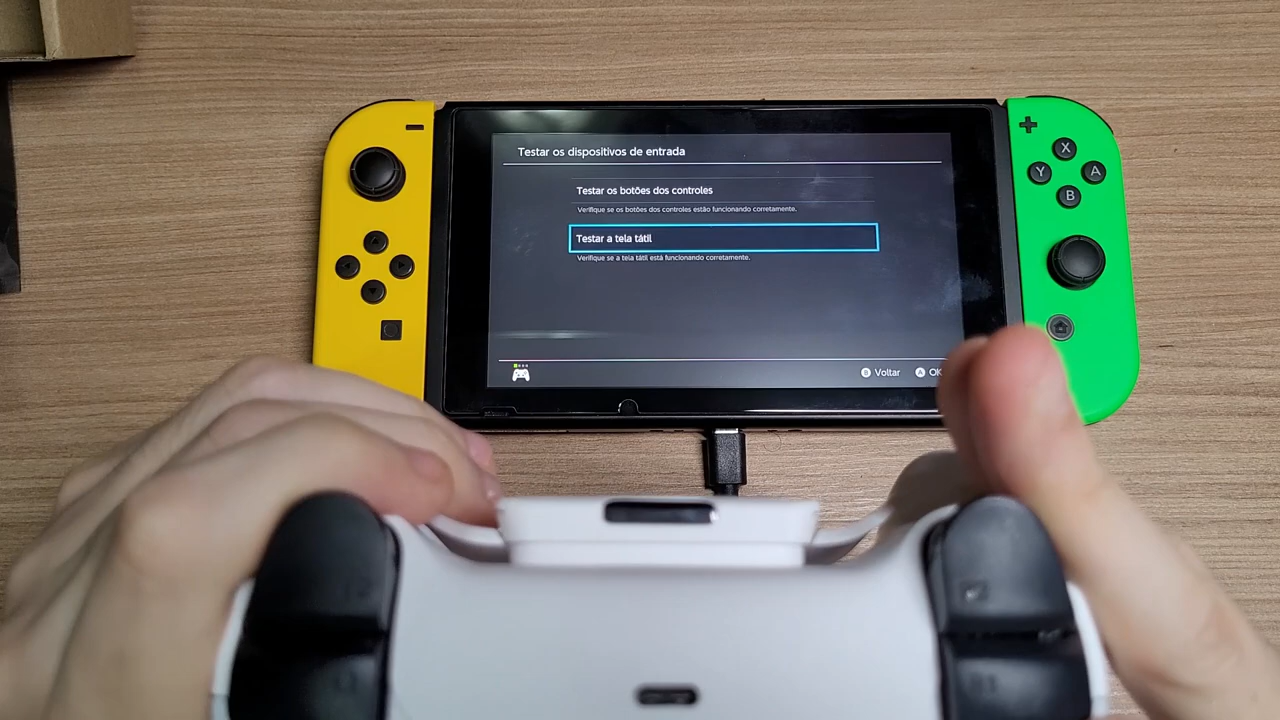 Testar os dispositivos de entrada
Testar os botões dos controles
Verifique se os botões dos controles estão funcionando corretamente.
Testar a tela tátil
Verifique se a tela tátil está funcionando corretamente.
B Voltar A OK
X
Y A
B